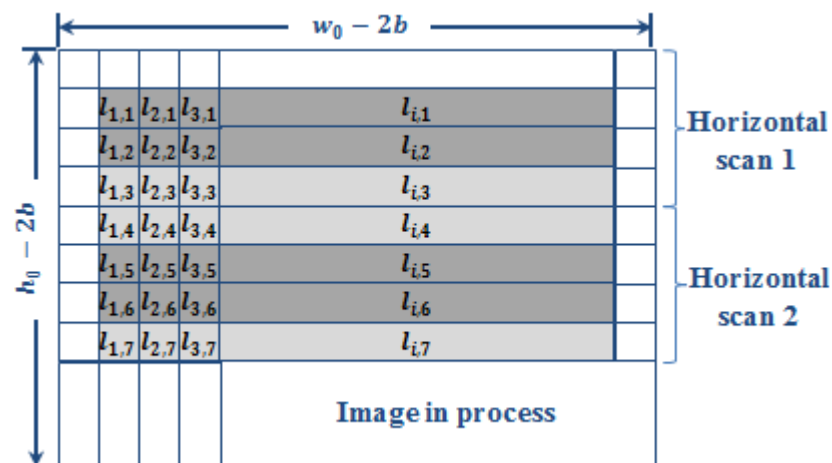 w₀ − 2b
h₀ − 2b
l₁,₁ l₂,₁ l₃,₁ lᵢ,₁
l₁,₂ l₂,₂ l₃,₂ lᵢ,₂
l₁,₃ l₂,₃ l₃,₃ lᵢ,₃
l₁,₄ l₂,₄ l₃,₄ lᵢ,₄
l₁,₅ l₂,₅ l₃,₅ lᵢ,₅
l₁,₆ l₂,₆ l₃,₆ lᵢ,₆
l₁,₇ l₂,₇ l₃,₇ lᵢ,₇
Horizontal
scan 1
Horizontal
scan 2
Image in process